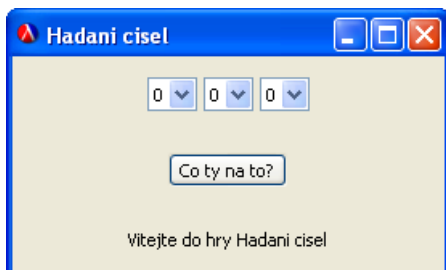 Hadani cisel
0 0 0
Co ty na to?
Vitejte do hry Hadani cisel